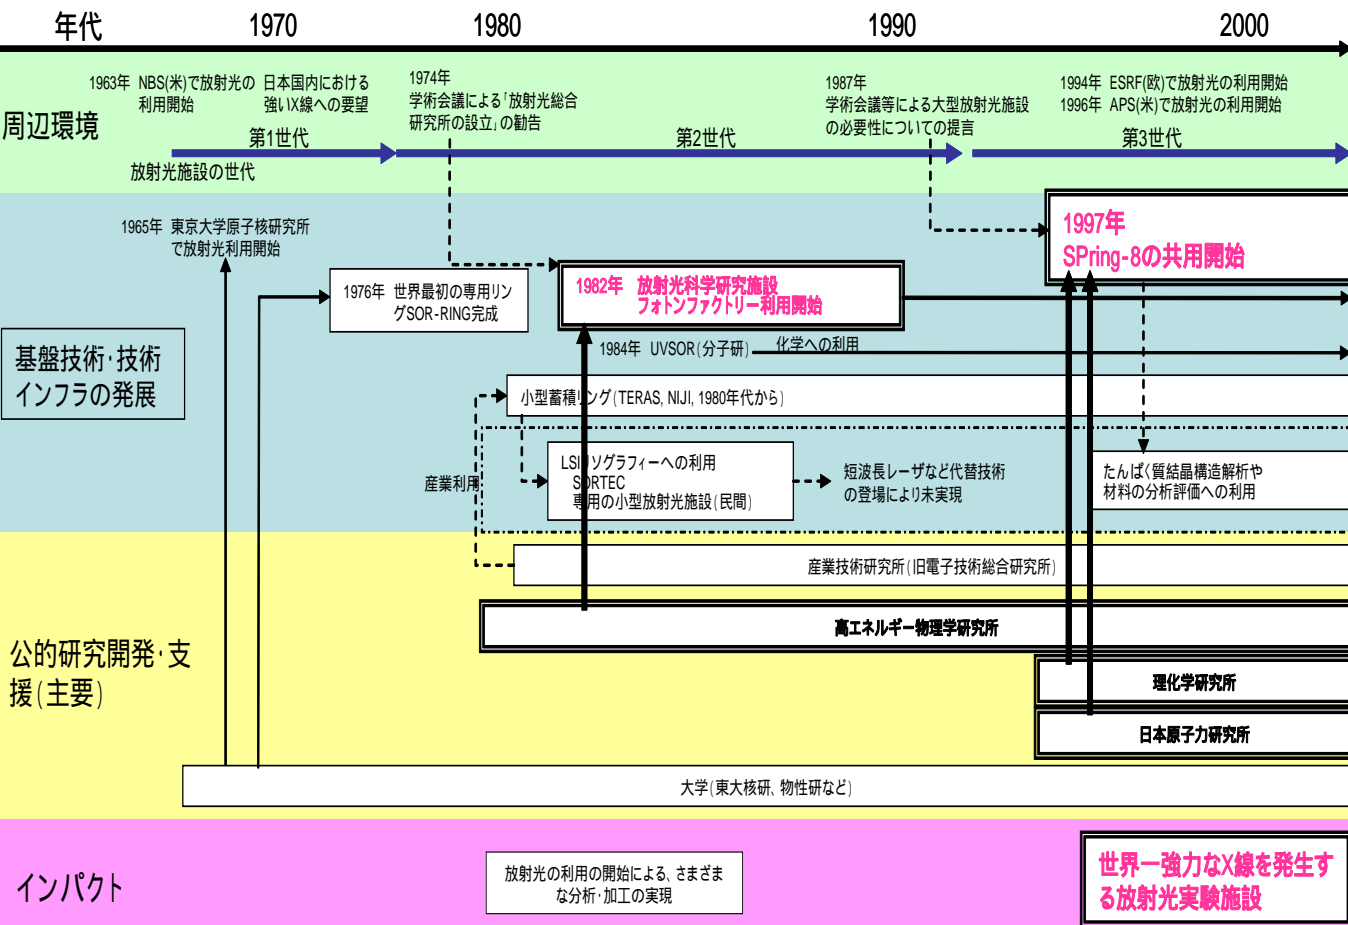 年代 1970 1980 1990 2000
1963年 NBS(米)で放射光の
利用開始
日本国内における
強いX線への要望
1974年
学術会議による「放射光総合
研究所の設立」の勧告
1987年
学術会議等による大型放射光施設
の必要性についての提言
1994年 ESRF(欧)で放射光の利用開始
1996年 APS(米)で放射光の利用開始
周辺環境
第1世代
第2世代
第3世代
放射光施設の世代
1965年 東京大学原子核研究所
で放射光利用開始
1997年
SPring-8の共用開始
1976年 世界最初の専用リン
グSOR-RING完成
1982年 放射光科学研究施設
フォトンファクトリー利用開始
基盤技術・技術
インフラの発展
1984年 UVSOR(分子研)
化学への利用
小型蓄積リング(TERAS, NIJI, 1980年代から)
産業利用
LSIリソグラフィーへの利用
SORTEC
専用の小型放射光施設(民間)
短波長レーザなど代替技術
の登場により未実現
たんぱく質結晶構造解析や
材料の分析評価への利用
産業技術研究所(旧電子技術総合研究所)
高エネルギー物理学研究所
公的研究開発・支
援(主要)
理化学研究所
日本原子力研究所
大学(東大核研、物性研など)
インパクト
放射光の利用の開始による、さまざま
な分析・加工の実現
世界一強力なX線を発生す
る放射光実験施設